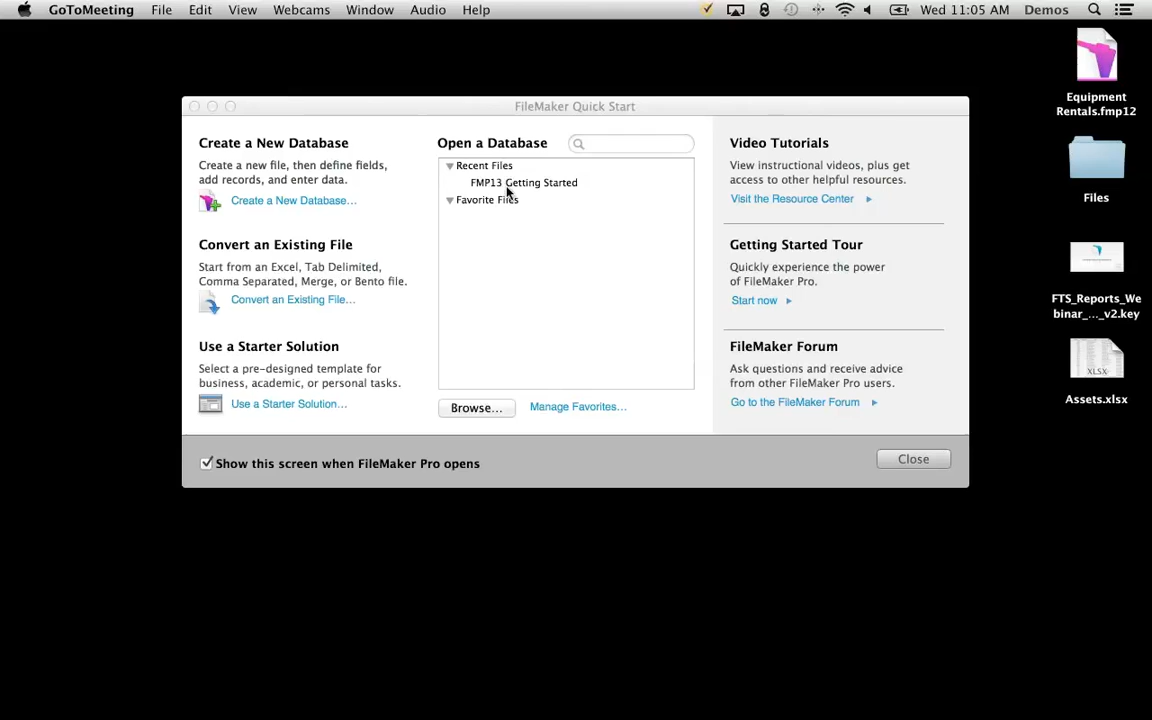 GoToMeeting File Edit View Webcams Window Audio Help Wed 11:05 AM Demos
FileMaker Quick Start
Create a New Database
Create a new file, then define fields,
add records, and enter data.
Create a New Database...
Convert an Existing File
Start from an Excel, Tab Delimited,
Comma Separated, Merge, or Bento file.
Convert an Existing File...
Use a Starter Solution
Select a pre-designed template for
business, academic, or personal tasks.
Use a Starter Solution...
Open a Database
Recent Files
FMP13 Getting Started
Favorite Files
Browse...
Manage Favorites...
Video Tutorials
View instructional videos, plus get
access to other helpful resources.
Visit the Resource Center
Getting Started Tour
Quickly experience the power
of FileMaker Pro.
Start now
FileMaker Forum
Ask questions and receive advice
from other FileMaker Pro users.
Go to the FileMaker Forum
Show this screen when FileMaker Pro opens
Close
Equipment
Rentals.fmp12
Files
FTS_Reports_We
binar_..._v2.key
XLSX
Assets.xlsx